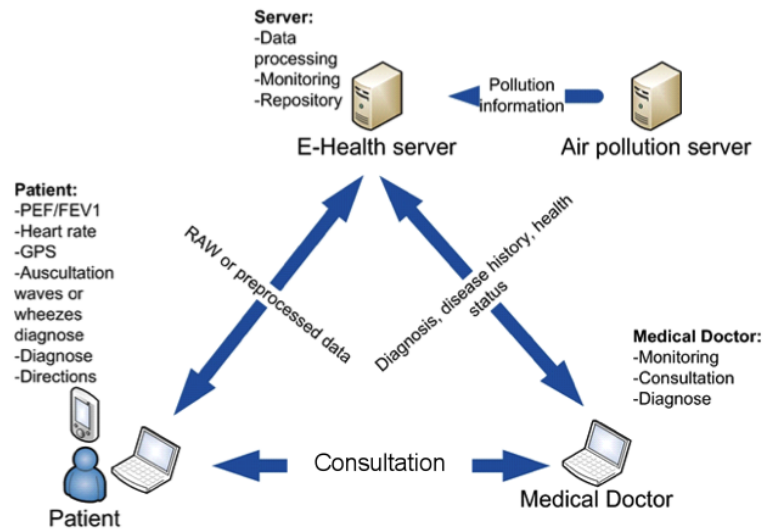 Server:
-Data
processing
-Monitoring
-Repository
Pollution
information
E-Health server
Air pollution server
Patient:
-PEF/FEV1
-Heart rate
-GPS
-Auscultation
waves or
wheezes
diagnose
-Diagnose
-Directions
RAW or preprocessed data
Diagnosis, disease history, health
status
Medical Doctor:
-Monitoring
-Consultation
-Diagnose
Consultation
Patient
Medical Doctor